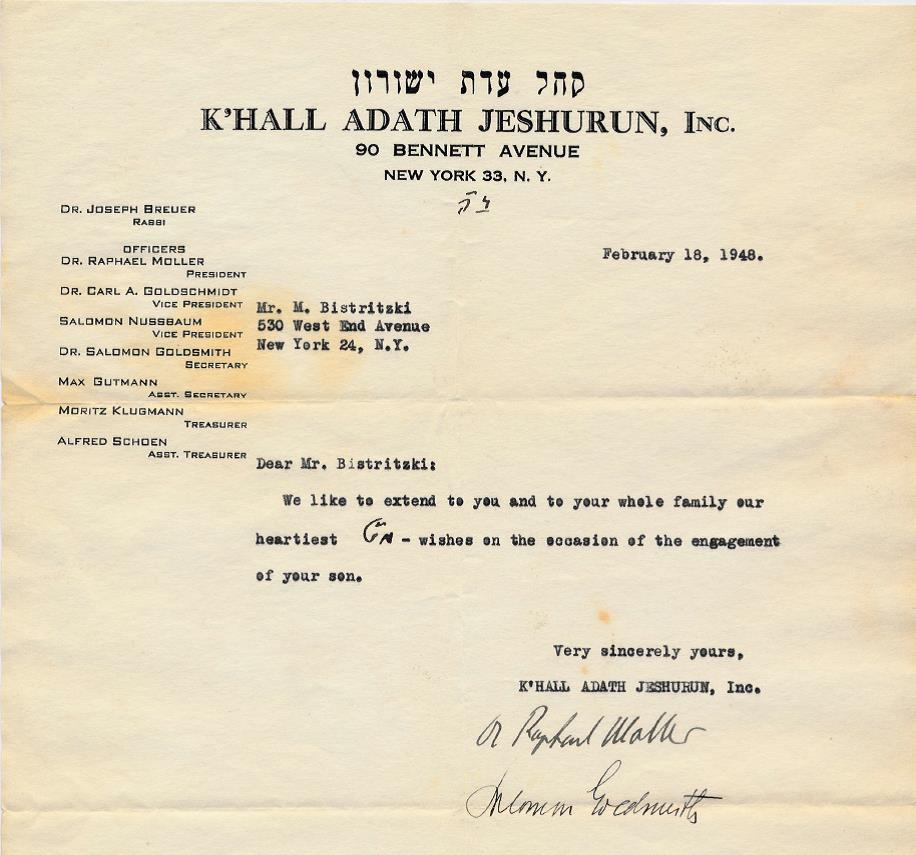 קהל עדת ישורון
K'HALL ADATH JESHURUN, INC.
90 BENNETT AVENUE
NEW YORK 33, N. Y.
ב"ה
DR. JOSEPH BREUER
RABBI
OFFICERS
DR. RAPHAEL MOLLER
PRESIDENT
DR. CARL A. GOLDSCHMIDT
VICE PRESIDENT
SALOMON NUSSBAUM
VICE PRESIDENT
DR. SALOMON GOLDSMITH
SECRETARY
MAX GUTMANN
ASST. SECRETARY
MORITZ KLUGMANN
TREASURER
ALFRED SCHOEN
ASST. TREASURER
February 18, 1948.
Mr. M. Bistritzki
530 West End Avenue
New York 24, N.Y.
Dear Mr. Bistritzki:
We like to extend to you and to your whole family our
heartiest - wishes on the occasion of the engagement
of your son.
Very sincerely yours,
K'HALL ADATH JESHURUN, Inc.
Dr Raphael Moller
Salomon Goldsmith